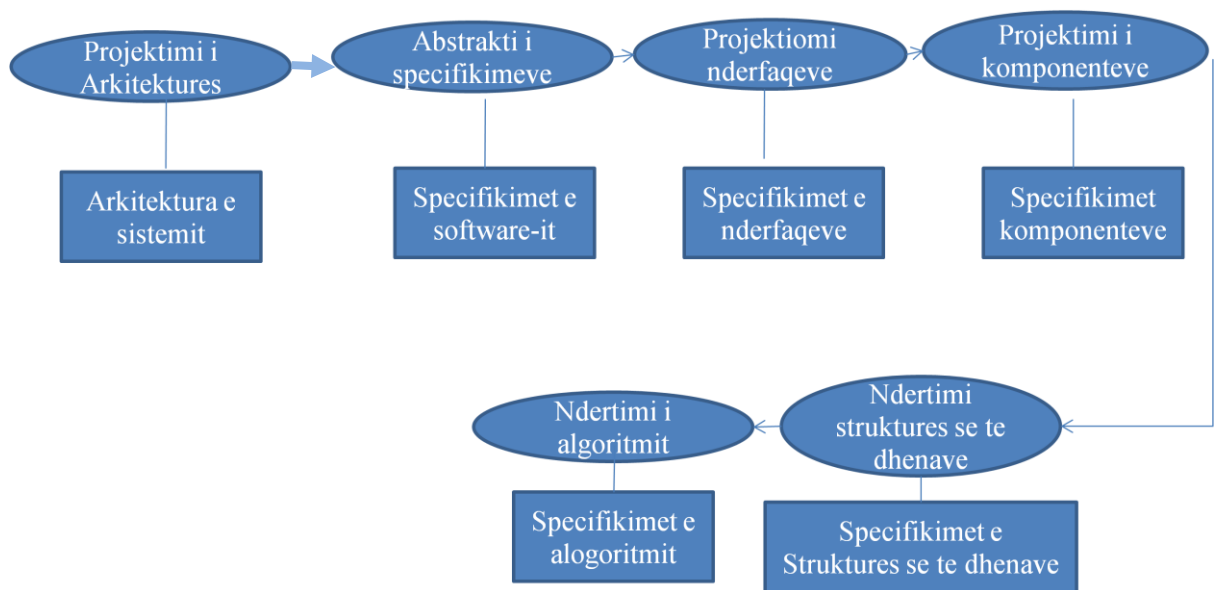 Projektimi i
Arkitektures
Abstrakti i
specifikimeve
Projektiomi
nderfaqeve
Projektimi i
komponenteve
Arkitektura e
sistemit
Specifikimet e
software-it
Specifikimet e
nderfaqeve
Specifikimet
komponenteve
Ndertimi
struktures se te
dhenave
Ndertimi i
algoritmit
Specifikimet e
Struktures se te dhenave
Specifikimet e
alogoritmit